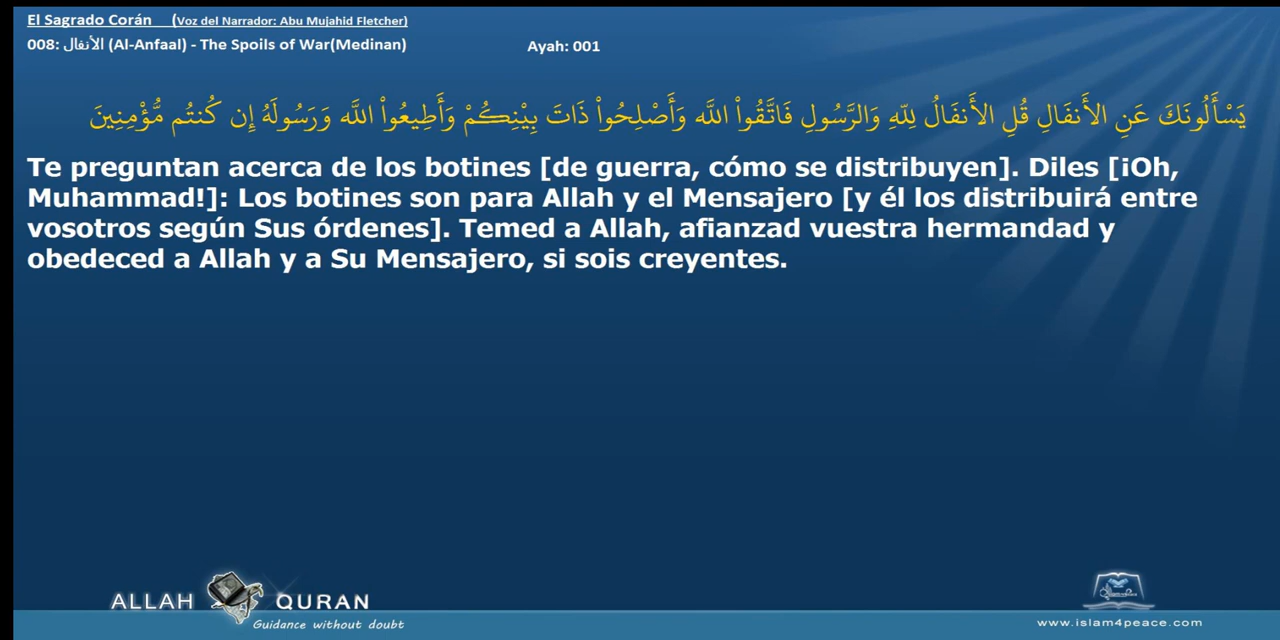 El Sagrado Corán (Voz del Narrador: Abu Mujahid Fletcher)
008: الأنفال (Al-Anfaal) - The Spoils of War(Medinan) Ayah: 001
يَسْأَلُونَكَ عَنِ الأَنفَالِ قُلِ الأَنفَالُ لِلّهِ وَالرَّسُولِ فَاتَّقُواْ اللّهَ وَأَصْلِحُواْ ذَاتَ بِيْنِكُمْ وَأَطِيعُواْ اللّهَ وَرَسُولَهُ إِن كُنتُم مُّؤْمِنِينَ
Te preguntan acerca de los botines [de guerra, cómo se distribuyen]. Diles [¡Oh,
Muhammad!]: Los botines son para Allah y el Mensajero [y él los distribuirá entre
vosotros según Sus órdenes]. Temed a Allah, afianzad vuestra hermandad y
obedeced a Allah y a Su Mensajero, si sois creyentes.
ALLAH QURAN
Guidance without doubt
www.islam4peace.com